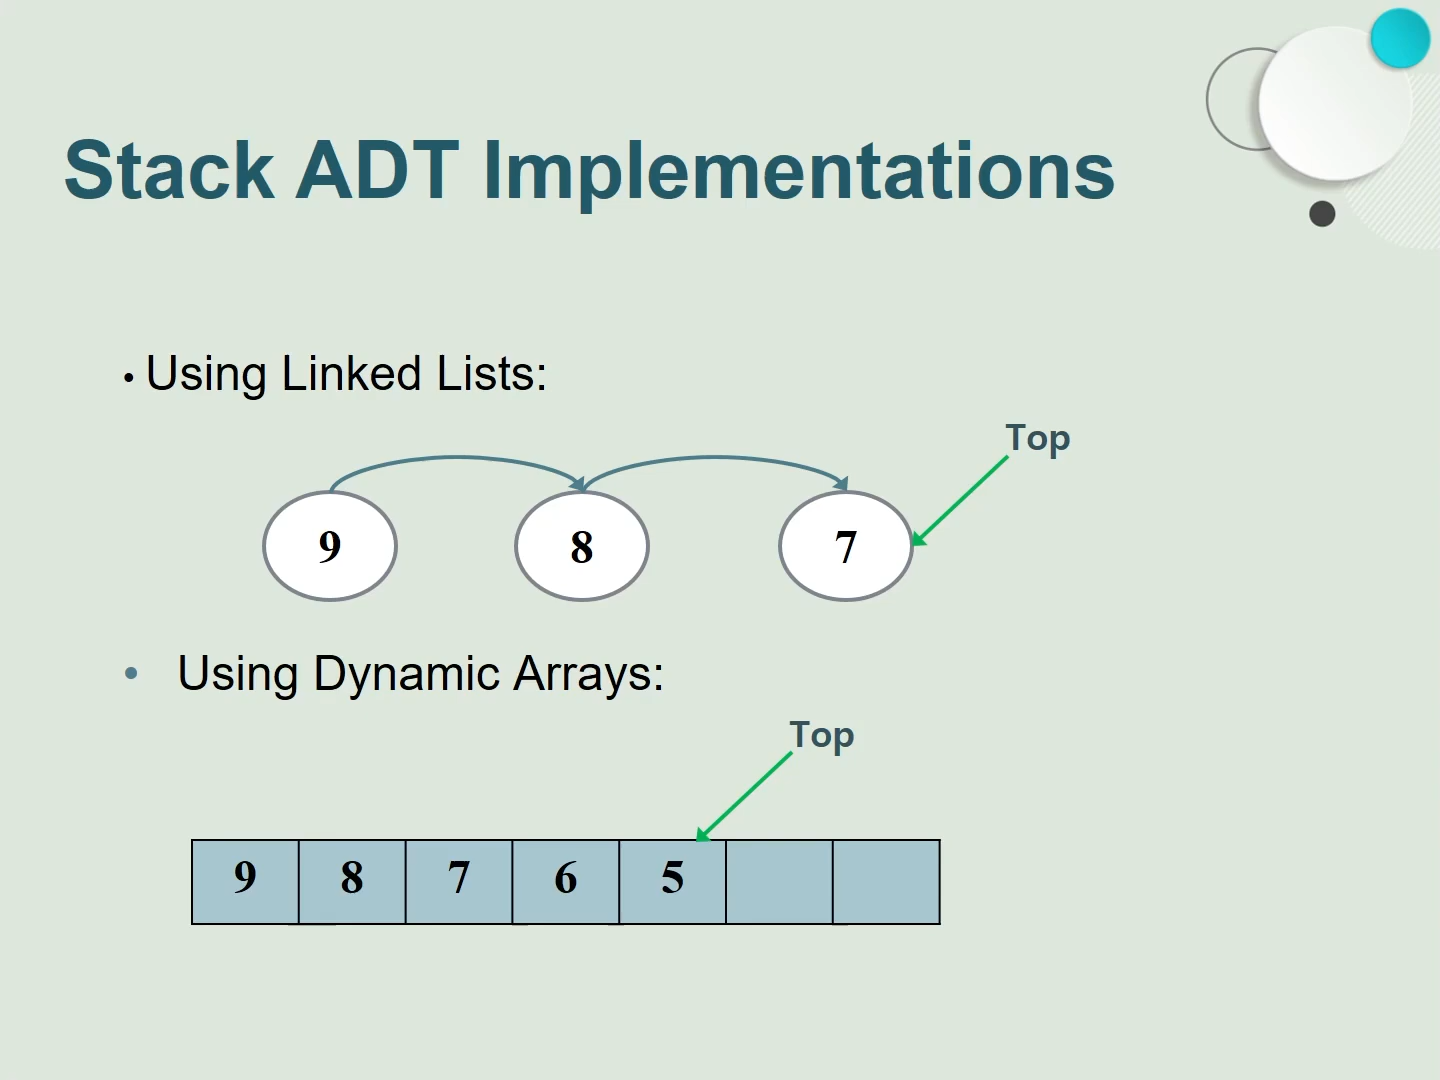 Stack ADT Implementations
• Using Linked Lists:
Top
9 8 7
• Using Dynamic Arrays:
Top
9 8 7 6 5